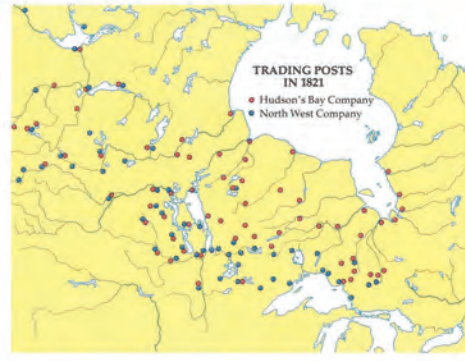 TRADING POSTS
IN 1821
Hudson's Bay Company
North West Company